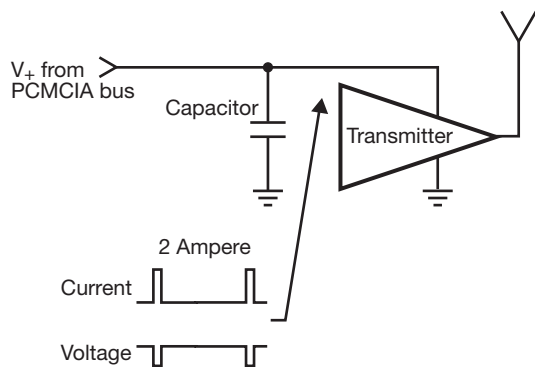 V+ from
PCMCIA bus
Capacitor
Transmitter
2 Ampere
Current
Voltage